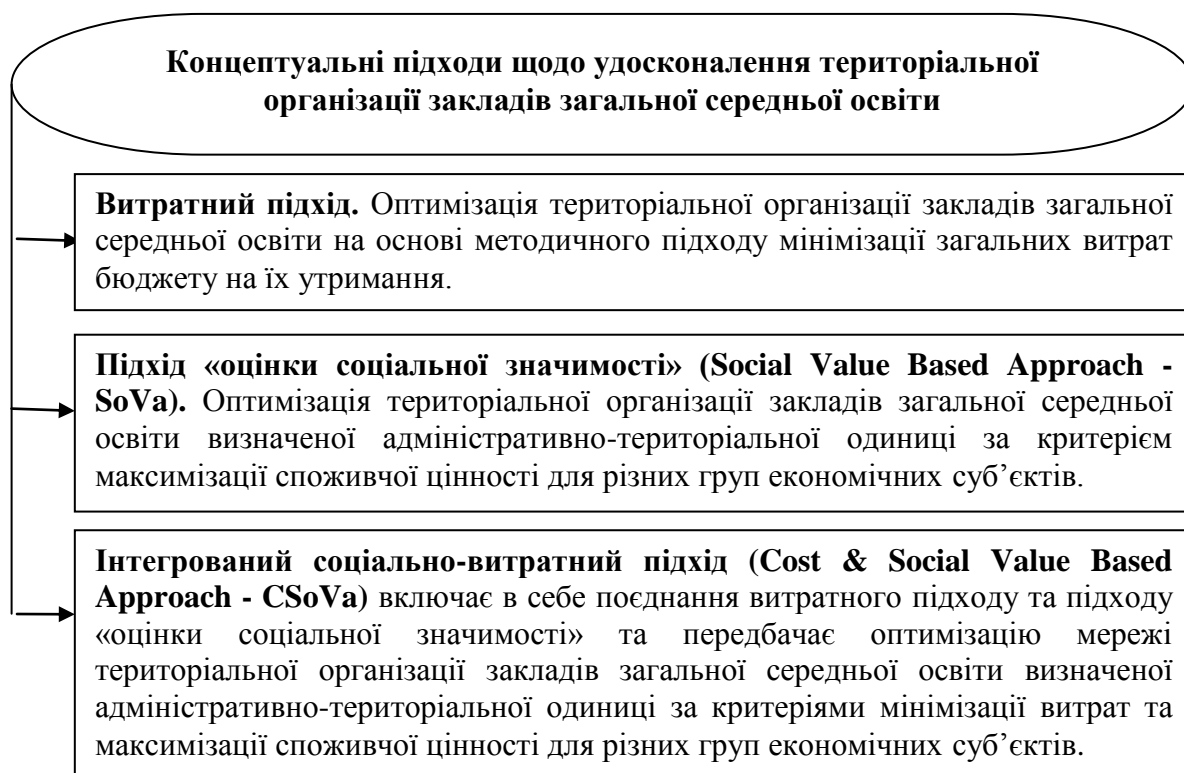 Концептуальні підходи щодо удосконалення територіальної
організації закладів загальної середньої освіти
Витратний підхід. Оптимізація територіальної організації закладів загальної
середньої освіти на основі методичного підходу мінімізації загальних витрат
бюджету на їх утримання.
Підхід «оцінки соціальної значимості» (Social Value Based Approach -
SoVa). Оптимізація територіальної організації закладів загальної середньої
освіти визначеної адміністративно-територіальної одиниці за критерієм
максимізації споживчої цінності для різних груп економічних суб’єктів.
Інтегрований соціально-витратний підхід (Cost & Social Value Based
Approach - CSoVa) включає в себе поєднання витратного підходу та підходу
«оцінки соціальної значимості» та передбачає оптимізацію мережі
територіальної організації закладів загальної середньої освіти визначеної
адміністративно-територіальної одиниці за критеріями мінімізації витрат та
максимізації споживчої цінності для різних груп економічних суб’єктів.